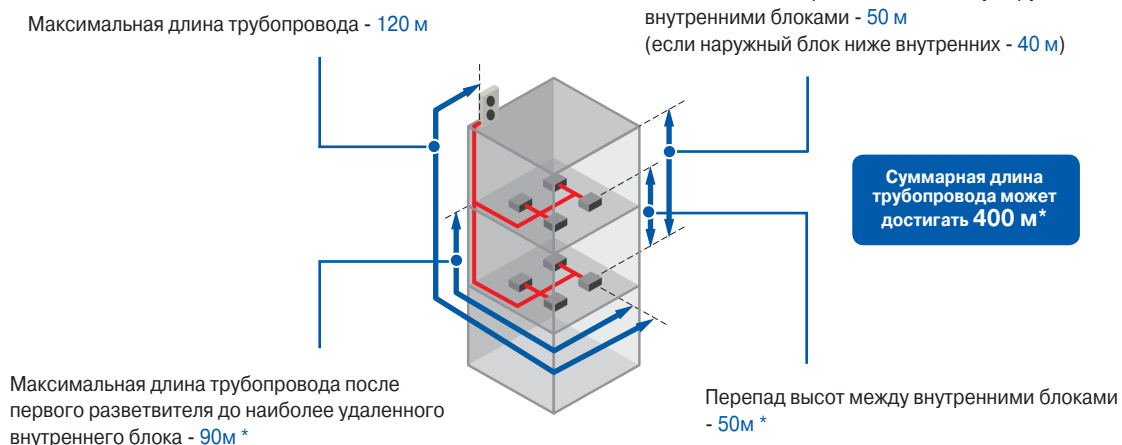 Максимальная длина трубопровода - 120 м
внутренними блоками - 50 м
(если наружный блок ниже внутренних - 40 м)
Суммарная длина
трубопровода может
достигать 400 м*
Максимальная длина трубопровода после
первого разветвителя до наиболее удаленного
внутреннего блока - 90м *
Перепад высот между внутренними блоками
- 50м *